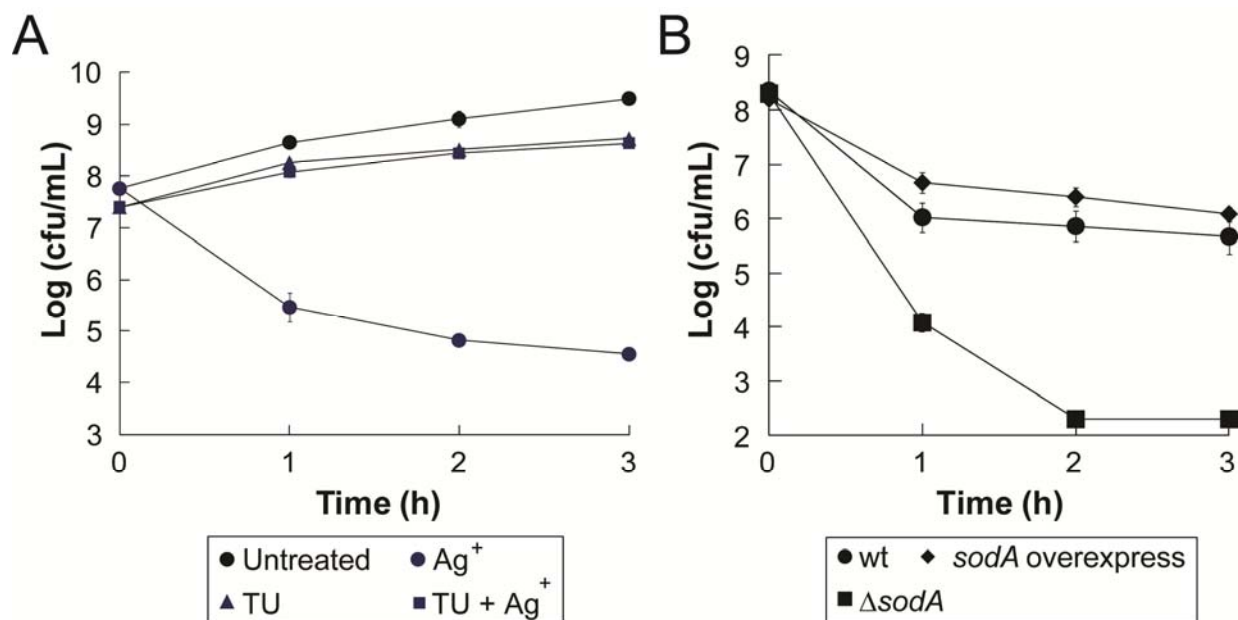 A
Log (cfu/mL)
10
9
8
7
6
5
4
3
0 1 2 3
Time (h)
● Untreated ● Ag⁺
▲ TU ■ TU + Ag⁺
B
Log (cfu/mL)
9
8
7
6
5
4
3
2
0 1 2 3
Time (h)
● wt ◆ sodA overexpress
■ ΔsodA